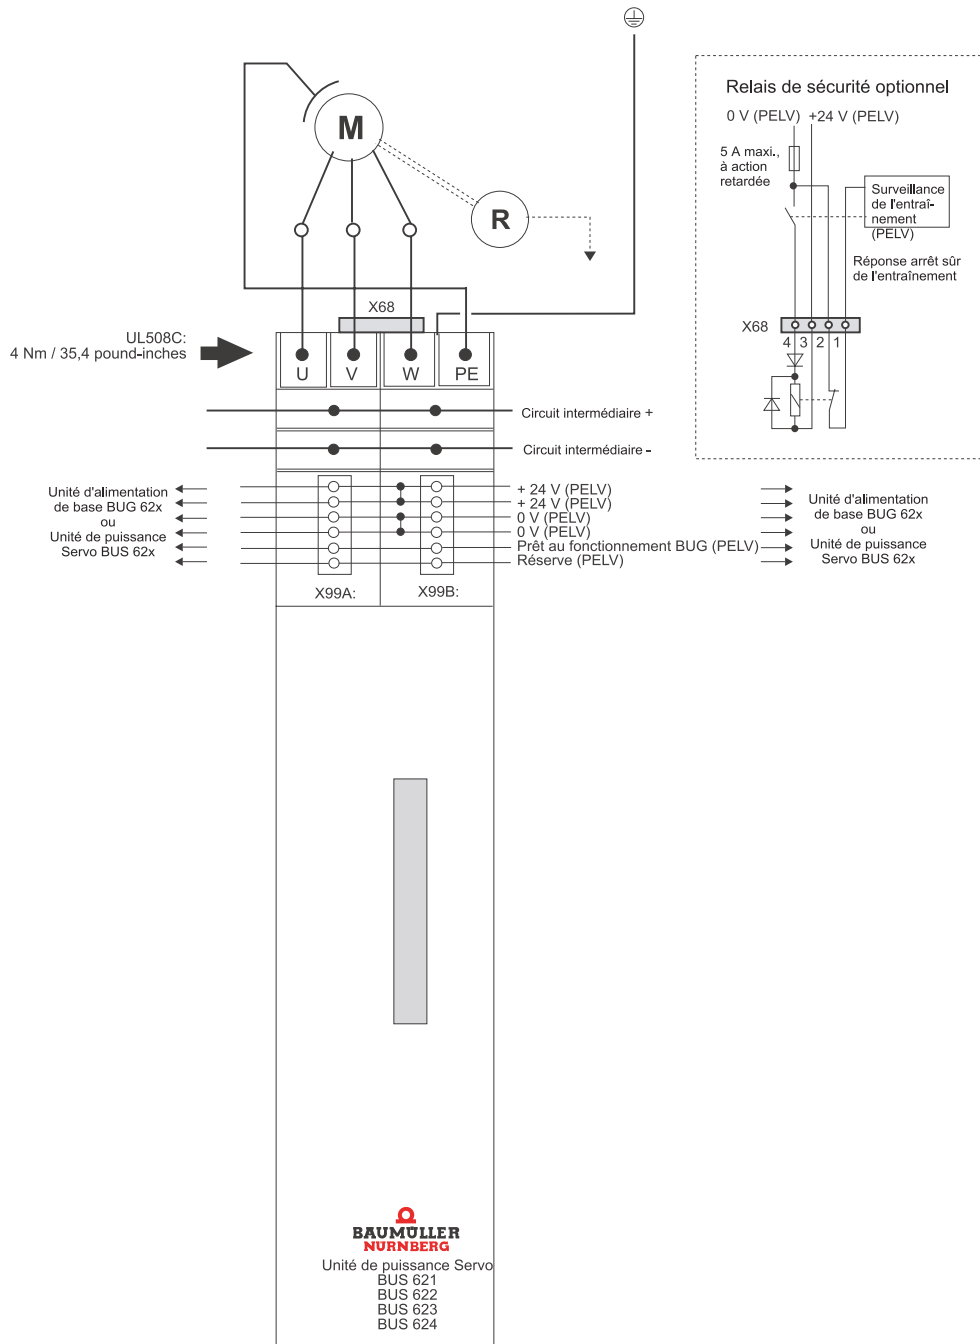 M
R
X68
UL508C:
4 Nm / 35,4 pound-inches
U V W PE
Circuit intermédiaire +
Circuit intermédiaire -
Unité d'alimentation
de base BUG 62x
ou
Unité de puissance
Servo BUS 62x
+ 24 V (PELV)
+ 24 V (PELV)
0 V (PELV)
0 V (PELV)
Prêt au fonctionnement BUG (PELV)
Réserve (PELV)
Unité d'alimentation
de base BUG 62x
ou
Unité de puissance
Servo BUS 62x
X99A: X99B:
Relais de sécurité optionnel
0 V (PELV) +24 V (PELV)
5 A maxi.,
à action
retardée
Surveillance
de l'entraî-
nement
(PELV)
Réponse arrêt sûr
de l'entraînement
X68
4 3 2 1
BAUMÜLLER
NÜRNBERG
Unité de puissance Servo
BUS 621
BUS 622
BUS 623
BUS 624